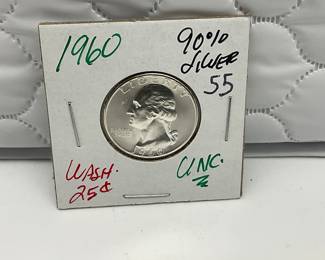 1960
90%
SILVER
55
LIBERTY
WASH.
25¢
UNC.